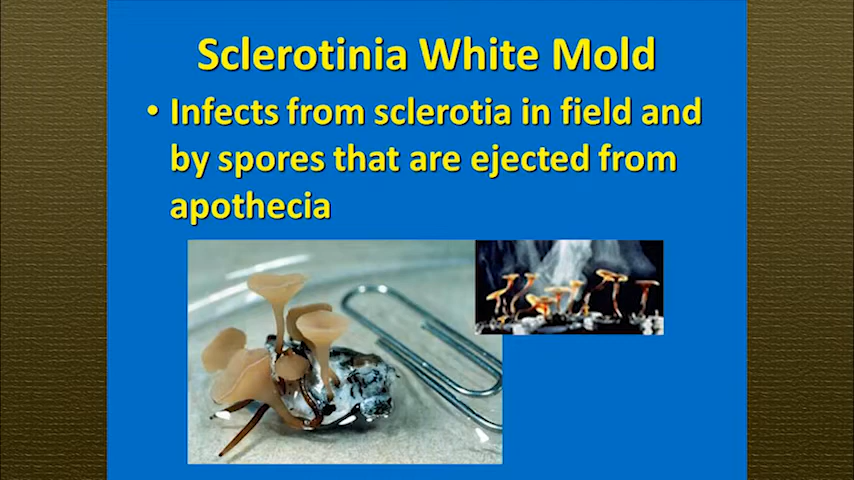 Sclerotinia White Mold
• Infects from sclerotia in field and
by spores that are ejected from
apothecia